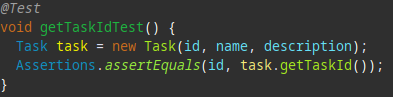 @Test
void getTaskIdTest() {
  Task task = new Task(id, name, description);
  Assertions.assertEquals(id, task.getTaskId());
}